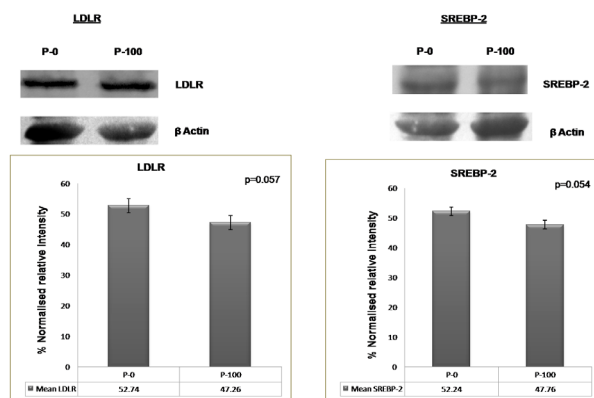 LDLR
P-0 P-100
LDLR
β Actin
LDLR
p=0.057
% Normalised relative intensity
60
50
40
30
20
10
0
P-0 P-100
Mean LDLR 52.74 47.26
SREBP-2
P-0 P-100
SREBP-2
β Actin
SREBP-2
p=0.054
% Normalised relative intensity
60
50
40
30
20
10
0
P-0 P-100
Mean SREBP-2 52.24 47.76